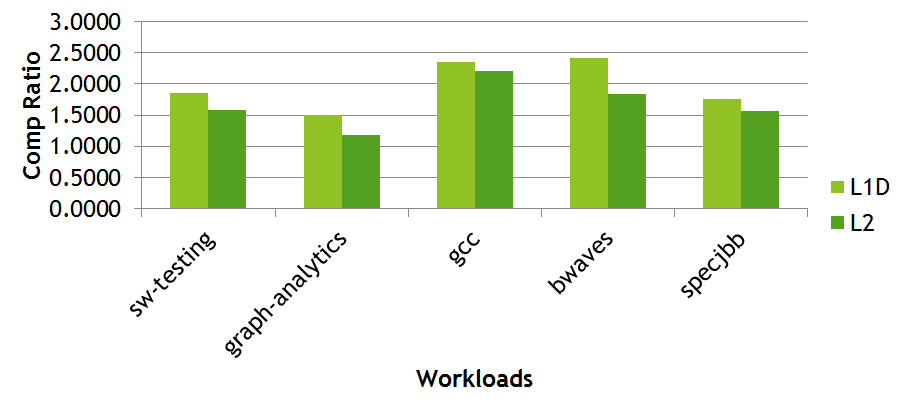 3.0000
2.5000
2.0000
1.5000
1.0000
0.5000
0.0000
Comp Ratio
sw-testing
graph-analytics
gcc
bwaves
specjbb
Workloads
L1D
L2